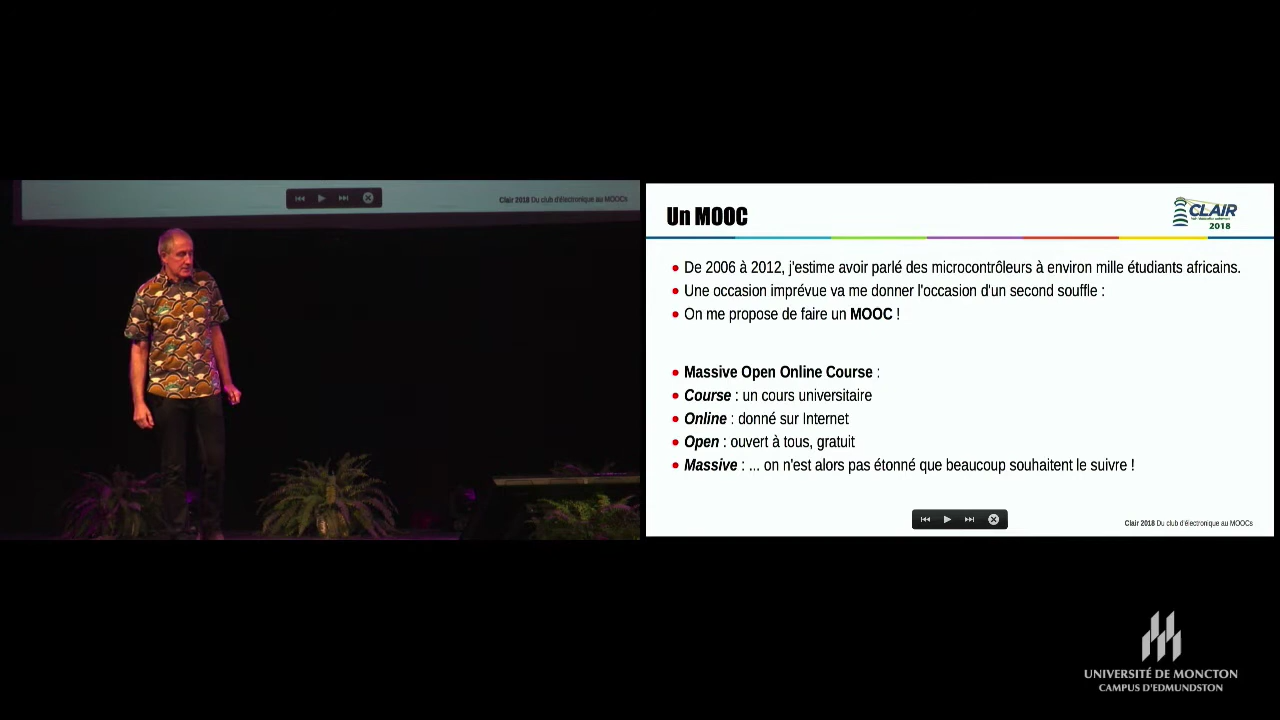 Clair 2018 Du club d'électronique au MOOCs
Un MOOC
CLAIR
2018
De 2006 à 2012, j'estime avoir parlé des microcontrôleurs à environ mille étudiants africains.
Une occasion imprévue va me donner l'occasion d'un second souffle :
On me propose de faire un MOOC !
Massive Open Online Course :
Course : un cours universitaire
Online : donné sur Internet
Open : ouvert à tous, gratuit
Massive : ... on n'est alors pas étonné que beaucoup souhaitent le suivre !
Clair 2018 Du club d'électronique au MOOCs
UNIVERSITÉ DE MONCTON
CAMPUS D'EDMUNDSTON